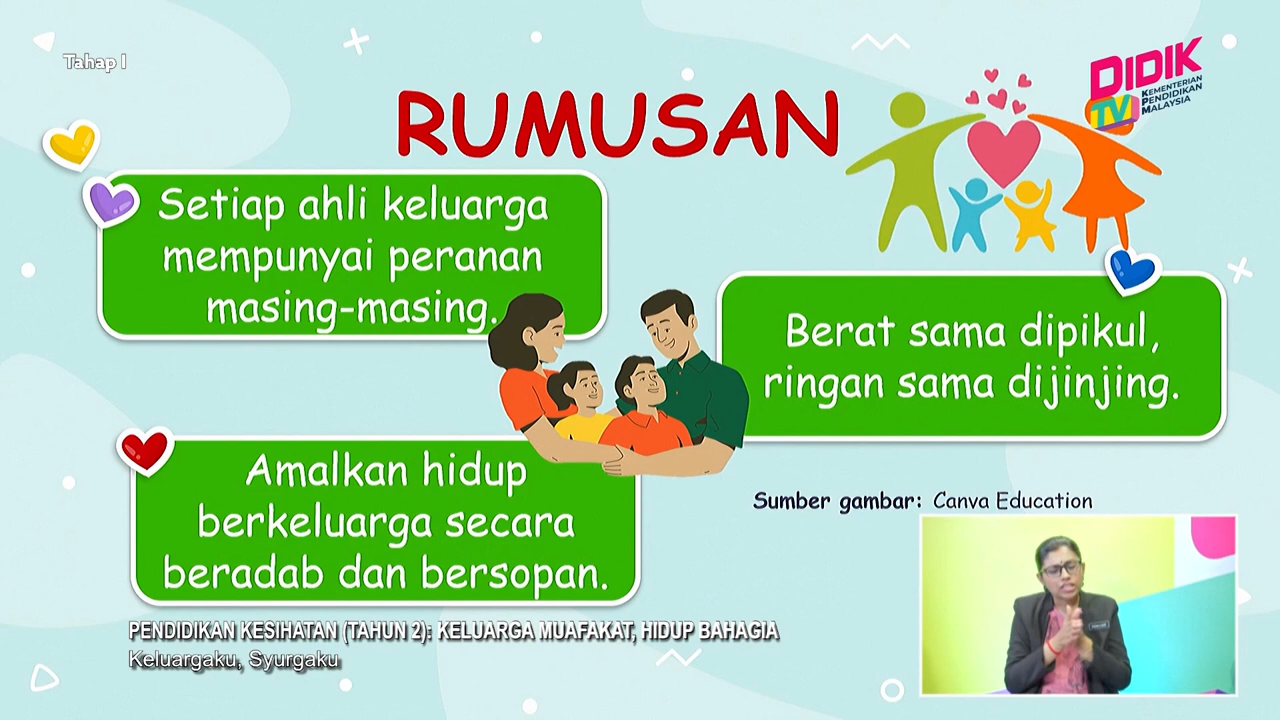 Tahap I
DIDIK
TV
KEMENTERIAN
PENDIDIKAN
MALAYSIA
RUMUSAN
Setiap ahli keluarga
mempunyai peranan
masing-masing.
Berat sama dipikul,
ringan sama dijinjing.
Amalkan hidup
berkeluarga secara
beradab dan bersopan.
Sumber gambar: Canva Education
PENDIDIKAN KESIHATAN (TAHUN 2): KELUARGA MUAFAKAT, HIDUP BAHAGIA
Keluargaku, Syurgaku